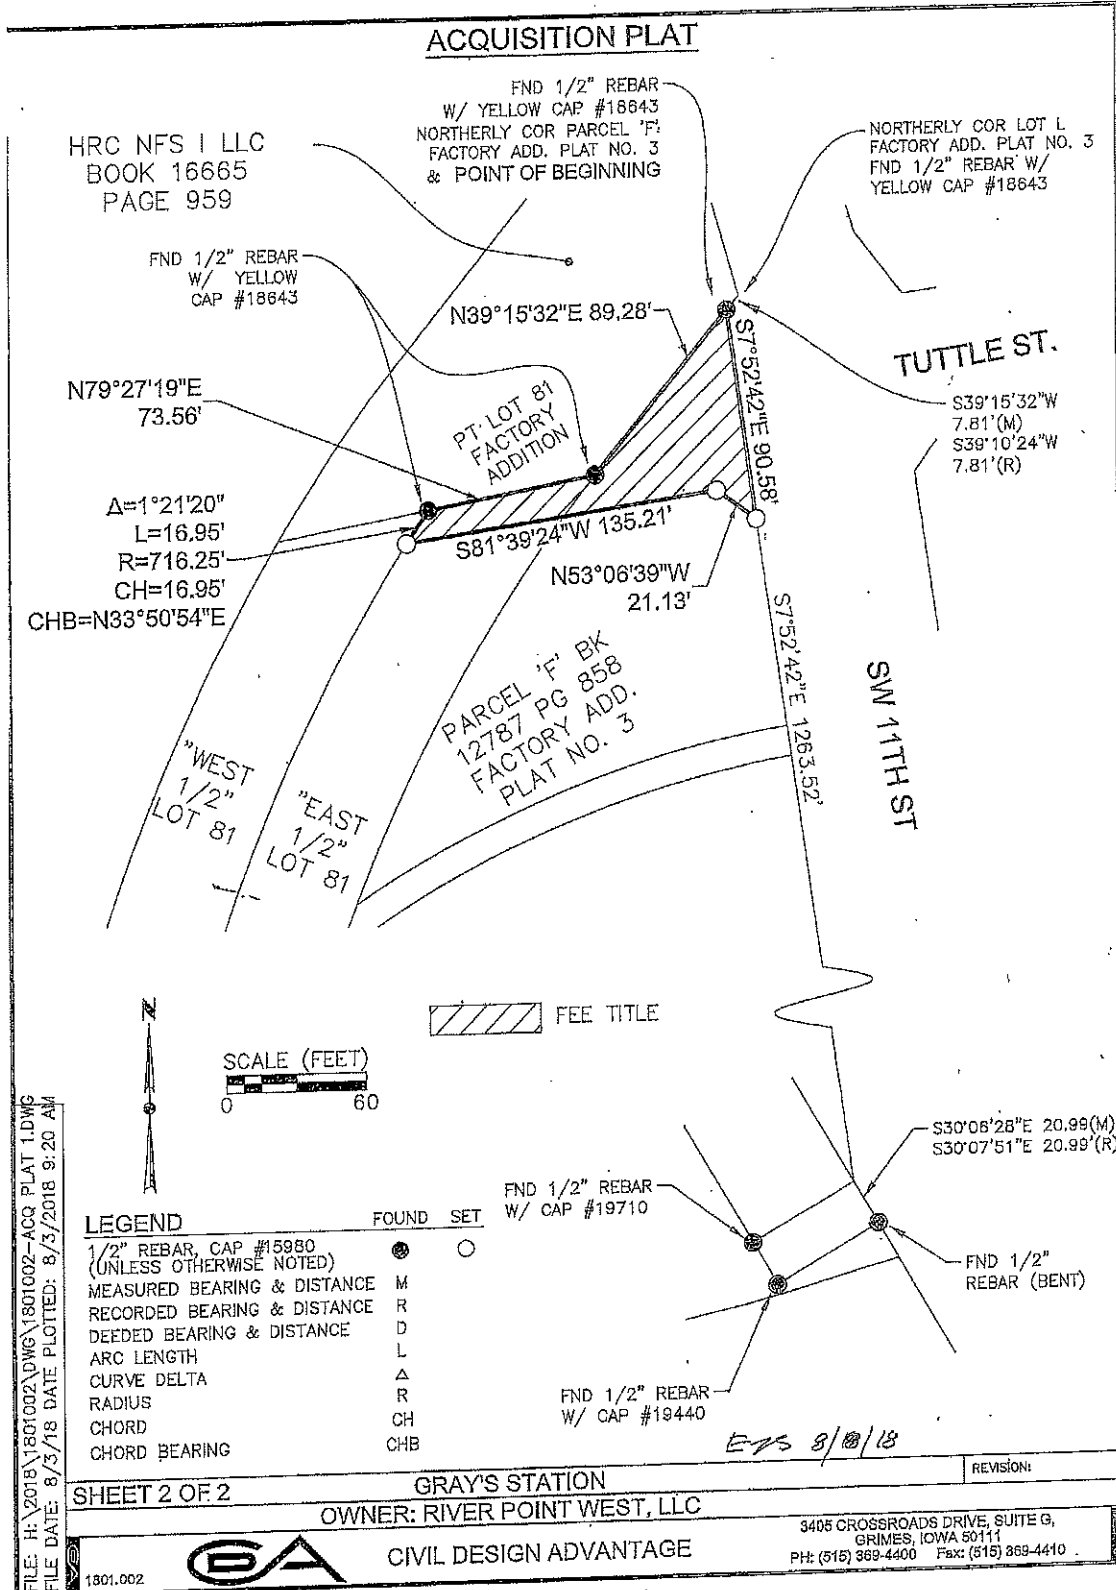 ACQUISITION PLAT
FND 1/2" REBAR
W/ YELLOW CAP #18643
NORTHERLY COR PARCEL 'F'
FACTORY ADD. PLAT NO. 3
& POINT OF BEGINNING
HRC NFS I LLC
BOOK 16665
PAGE 959
NORTHERLY COR LOT L
FACTORY ADD. PLAT NO. 3
FND 1/2" REBAR W/
YELLOW CAP #18643
FND 1/2" REBAR
W/ YELLOW
CAP #18643
N39°15'32"E 89.28'
S7°52'42"E 90.58'
TUTTLE ST.
N79°27'19"E
73.56'
PT LOT 81
FACTORY
ADDITION
S39°15'32"W
7.81'(M)
S39°10'24"W
7.81'(R)
Δ=1°21'20"
L=16.95'
R=716.25'
CH=16.95'
CHB=N33°50'54"E
S81°39'24"W 135.21'
N53°06'39"W
21.13'
S7°52'42"E 1263.52'
PARCEL 'F' BK
12787 PG 858
FACTORY ADD.
PLAT NO. 3
SW 11TH ST
"WEST
1/2"
LOT 81
"EAST
1/2"
LOT 81
N
FEE TITLE
SCALE (FEET)
0 60
S30°06'28"E 20.99(M)
S30°07'51"E 20.99'(R)
FND 1/2" REBAR
W/ CAP #19710
FND 1/2"
REBAR (BENT)
FND 1/2" REBAR
W/ CAP #19440
LEGEND FOUND SET
1/2" REBAR, CAP #15980
(UNLESS OTHERWISE NOTED)
MEASURED BEARING & DISTANCE M
RECORDED BEARING & DISTANCE R
DEEDED BEARING & DISTANCE D
ARC LENGTH L
CURVE DELTA Δ
RADIUS R
CHORD CH
CHORD BEARING CHB
FILE: H:\2018\1801002\DWG\1801002-ACQ PLAT 1.DWG
FILE DATE: 8/3/18 DATE PLOTTED: 8/3/2018 9:20 AM
SHEET 2 OF 2
GRAY'S STATION
REVISION:
OWNER: RIVER POINT WEST, LLC
1801.002
CIVIL DESIGN ADVANTAGE
3405 CROSSROADS DRIVE, SUITE G,
GRIMES, IOWA 50111
PH: (515) 369-4400 Fax: (515) 369-4410